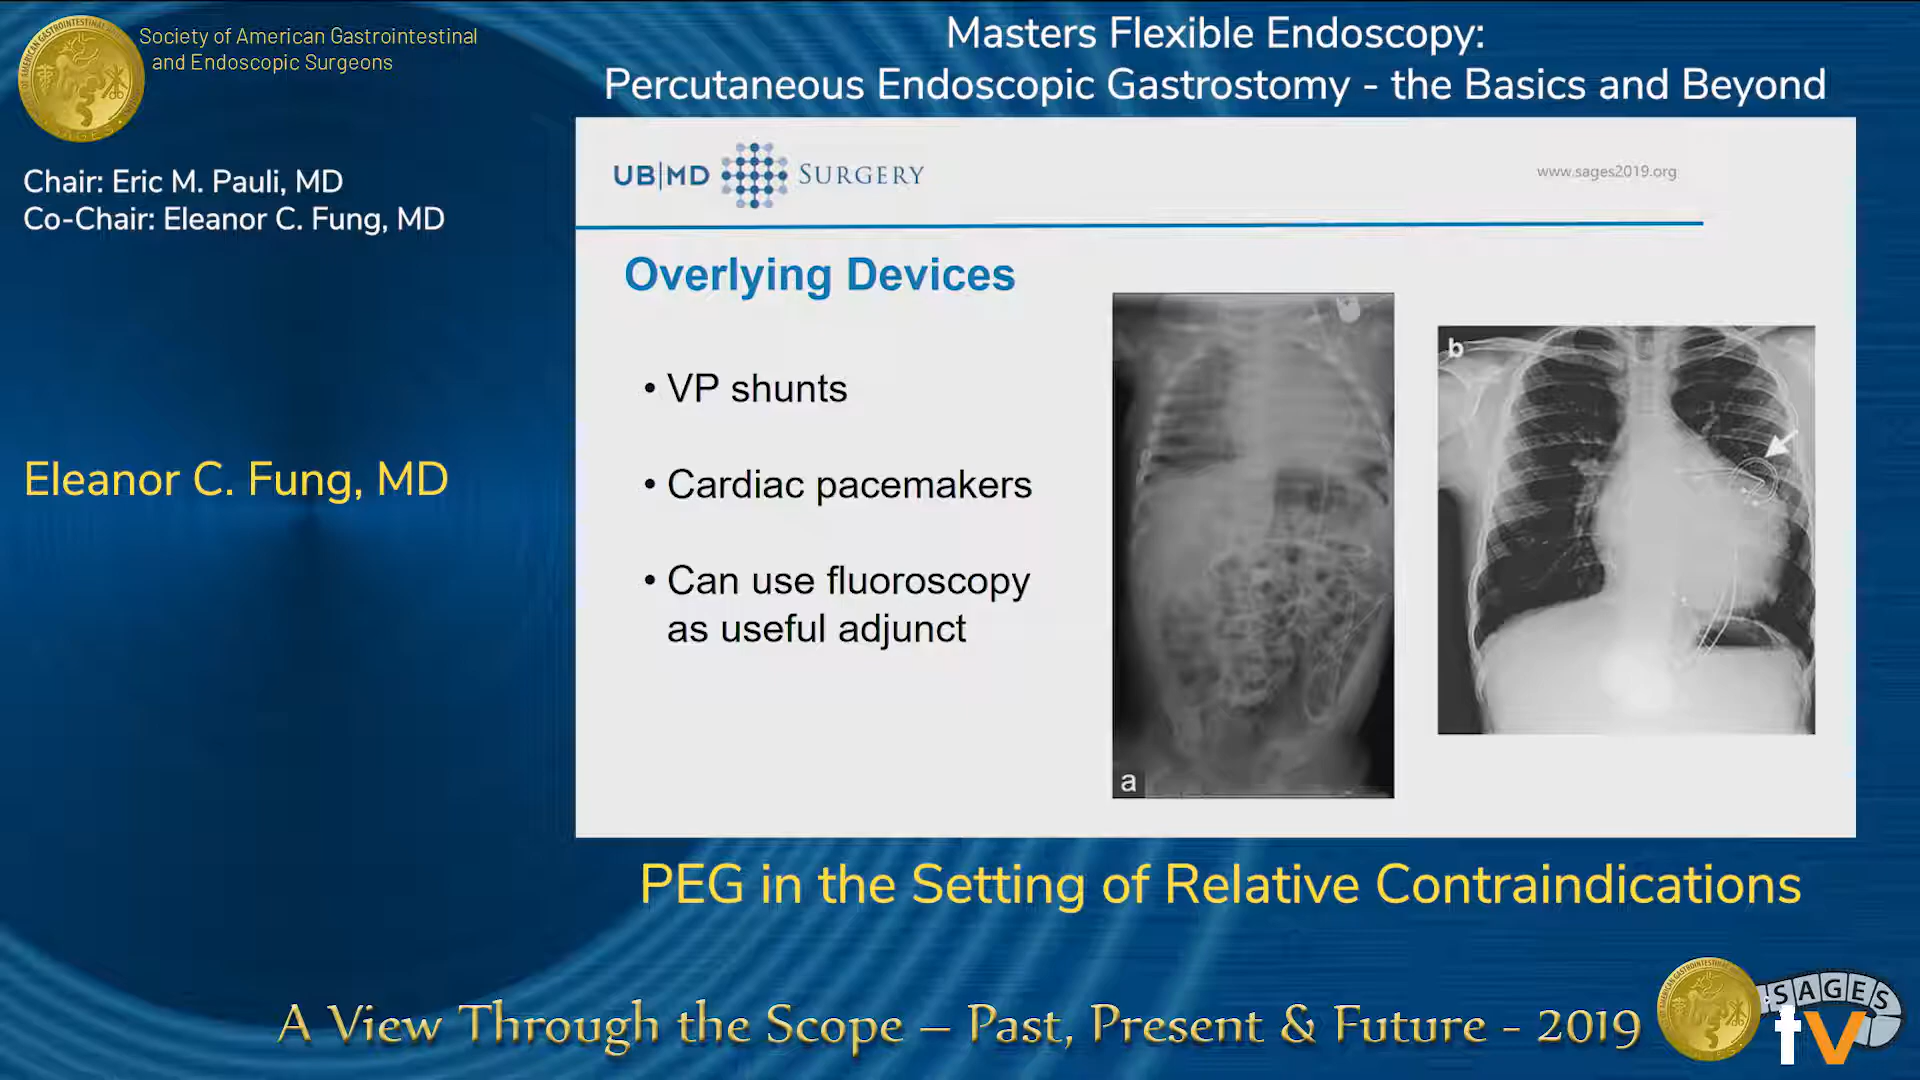 Society of American Gastrointestinal
and Endoscopic Surgeons
Masters Flexible Endoscopy:
Percutaneous Endoscopic Gastrostomy - the Basics and Beyond
Chair: Eric M. Pauli, MD
Co-Chair: Eleanor C. Fung, MD
Eleanor C. Fung, MD
UB|MD SURGERY
www.sages2019.org
Overlying Devices
• VP shunts
• Cardiac pacemakers
• Can use fluoroscopy
as useful adjunct
a
b
PEG in the Setting of Relative Contraindications
A View Through the Scope – Past, Present & Future - 2019
SAGES
tv